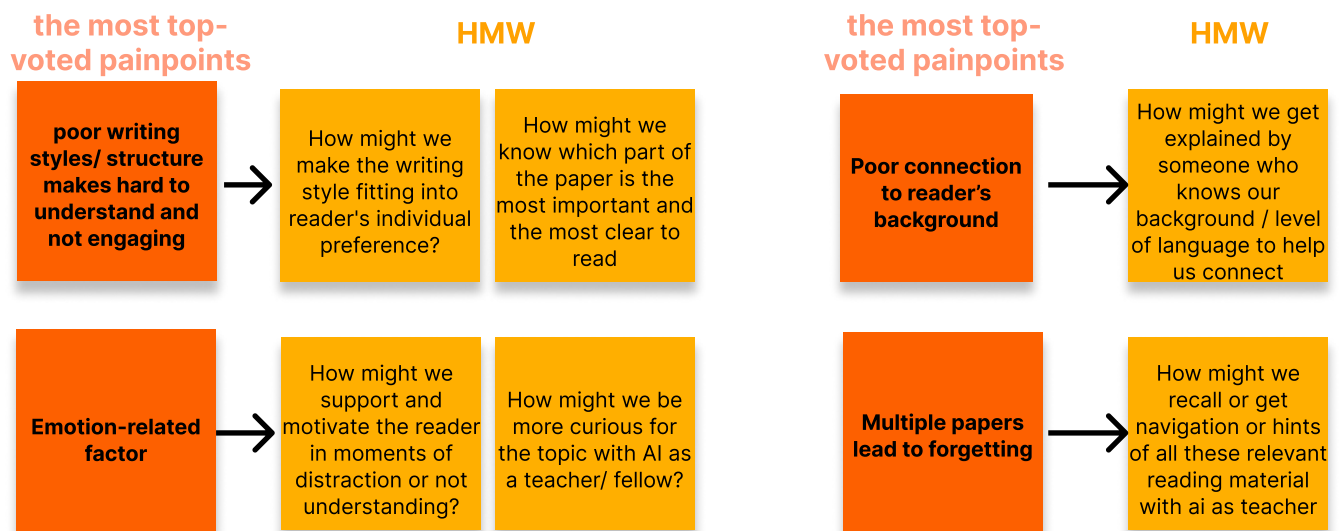 the most top-
voted painpoints
HMW
poor writing
styles/ structure
makes hard to
understand and
not engaging
How might we
make the writing
style fitting into
reader's individual
preference?
How might we
know which part of
the paper is the
most important and
the most clear to
read
Emotion-related
factor
How might we
support and
motivate the reader
in moments of
distraction or not
understanding?
How might we be
more curious for
the topic with AI as
a teacher/ fellow?
the most top-
voted painpoints
HMW
Poor connection
to reader’s
background
How might we get
explained by
someone who
knows our
background / level
of language to help
us connect
Multiple papers
lead to forgetting
How might we
recall or get
navigation or hints
of all these relevant
reading material
with ai as teacher